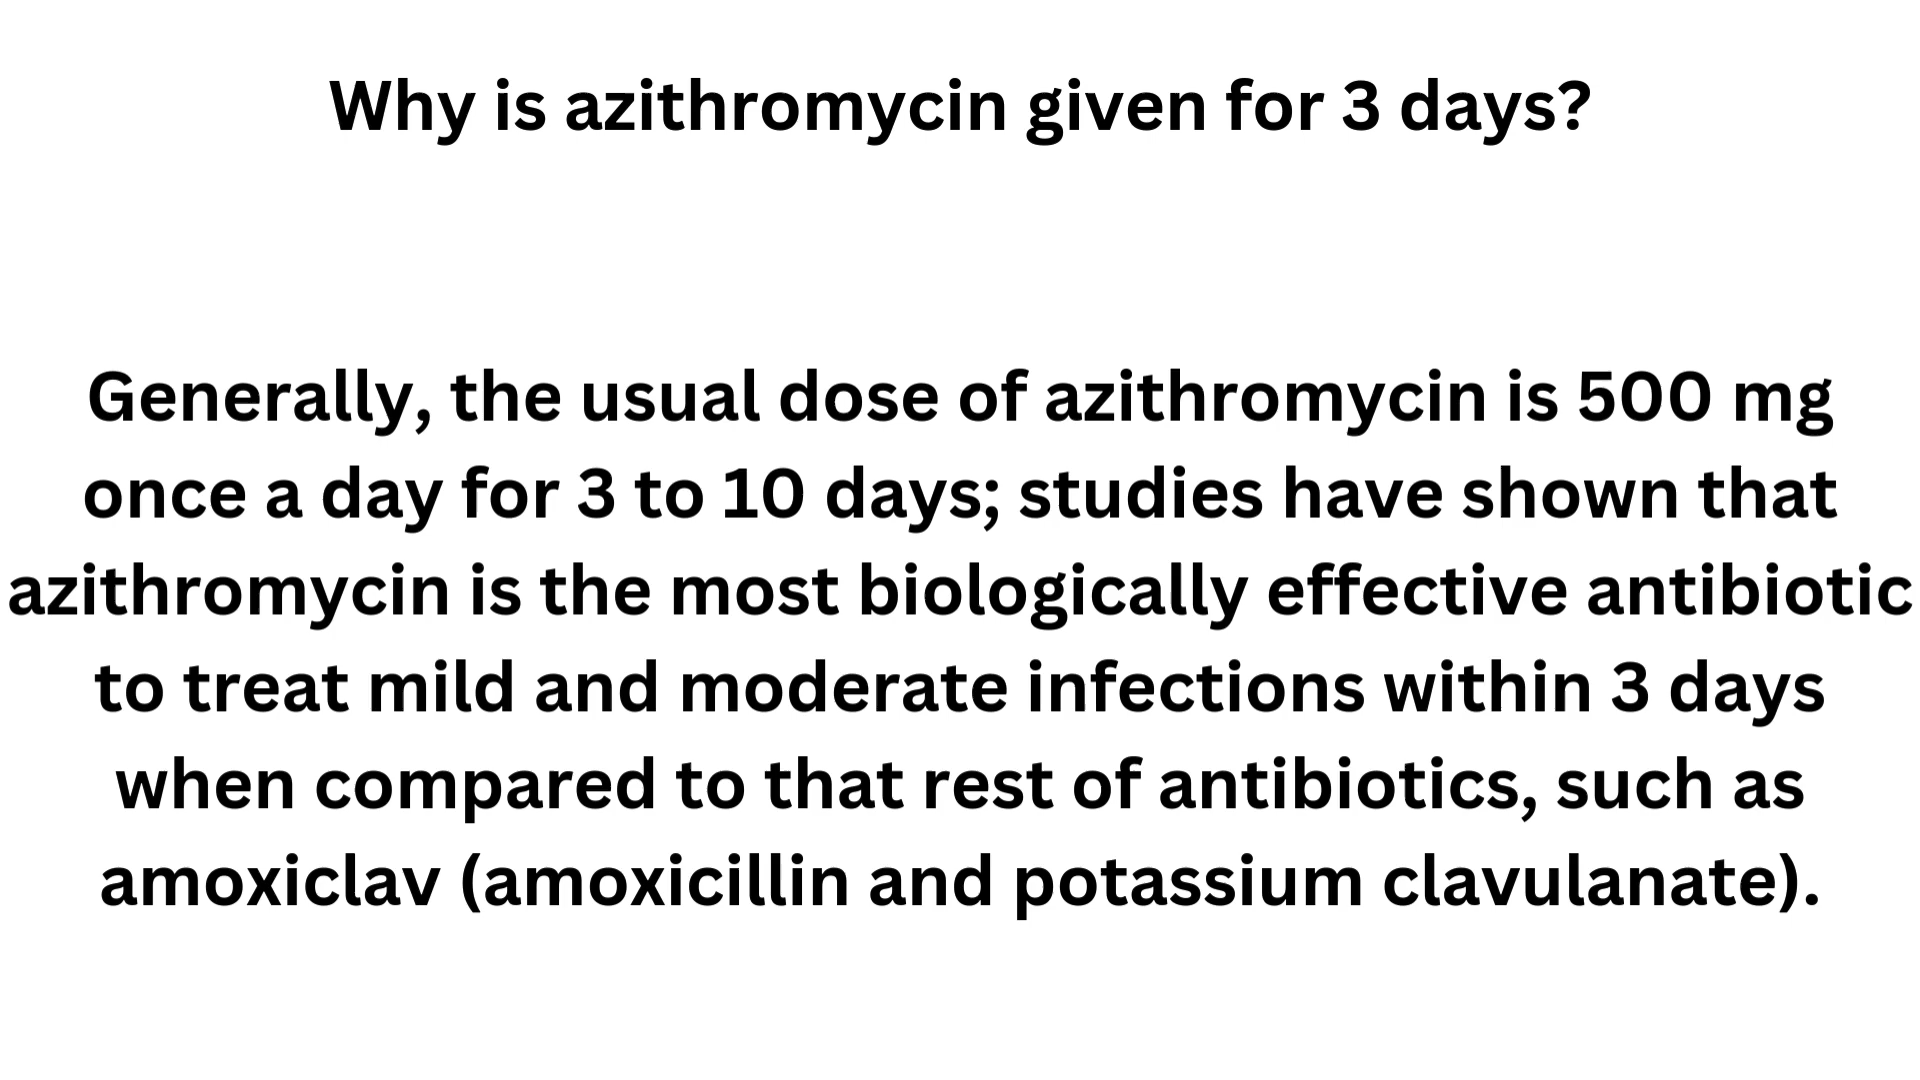 Why is azithromycin given for 3 days?
Generally, the usual dose of azithromycin is 500 mg
once a day for 3 to 10 days; studies have shown that
azithromycin is the most biologically effective antibiotic
to treat mild and moderate infections within 3 days
when compared to that rest of antibiotics, such as
amoxiclav (amoxicillin and potassium clavulanate).